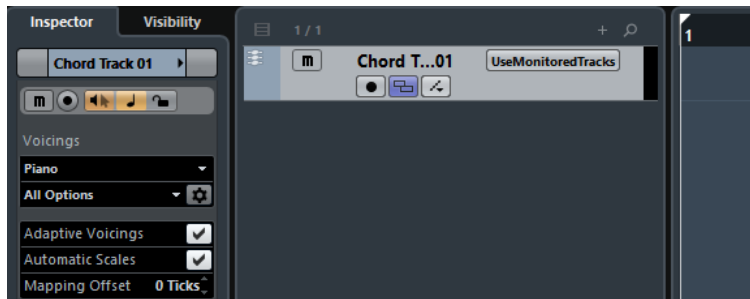 Inspector
Visibility
Chord Track 01
m
Voicings
Piano
All Options
Adaptive Voicings
Automatic Scales
Mapping Offset 0 Ticks
1 / 1
m Chord T...01 UseMonitoredTracks
1